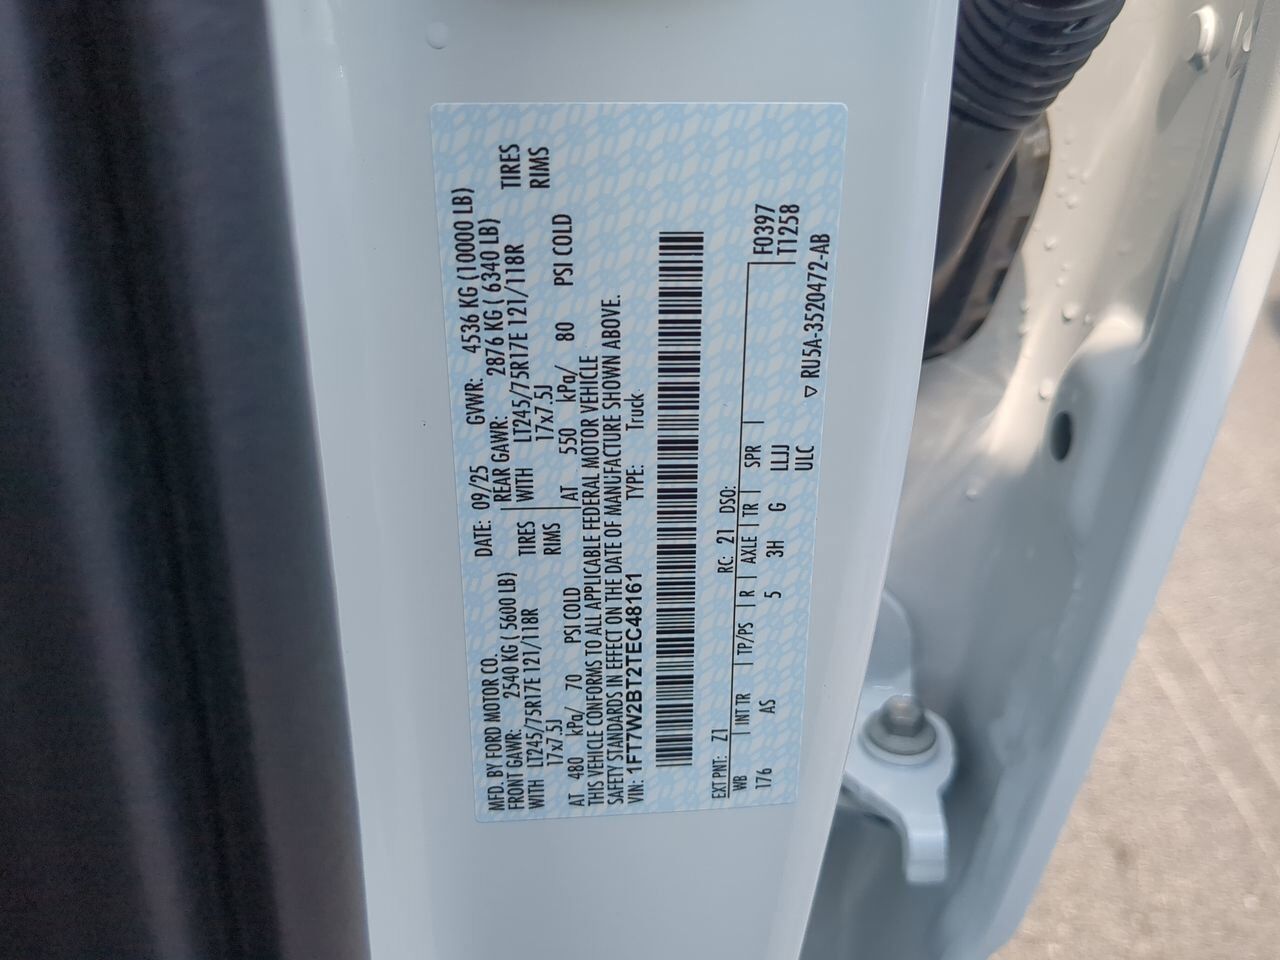 MFD. BY FORD MOTOR CO. DATE: 09/25 GVWR: 4536 KG (10000 LB)
FRONT GAWR: 2540 KG ( 5600 LB) REAR GAWR: 2876 KG ( 6340 LB)
WITH LT245/75R17E 121/118R TIRES WITH LT245/75R17E 121/118R TIRES
17x7.5J RIMS 17x7.5J RIMS
AT 480 kPa/ 70 PSI COLD AT 550 kPa/ 80 PSI COLD
THIS VEHICLE CONFORMS TO ALL APPLICABLE FEDERAL MOTOR VEHICLE
SAFETY STANDARDS IN EFFECT ON THE DATE OF MANUFACTURE SHOWN ABOVE.
VIN: 1FT7W2BT2TEC48161 TYPE: Truck
EXT PNT: Z1 RC: 21 DSO:
WB INT TR TP/PS R AXLE TR SPR F0397
176 AS 5 3H G LLJJ T1258
ULC ▽ RU5A-3520472-AB